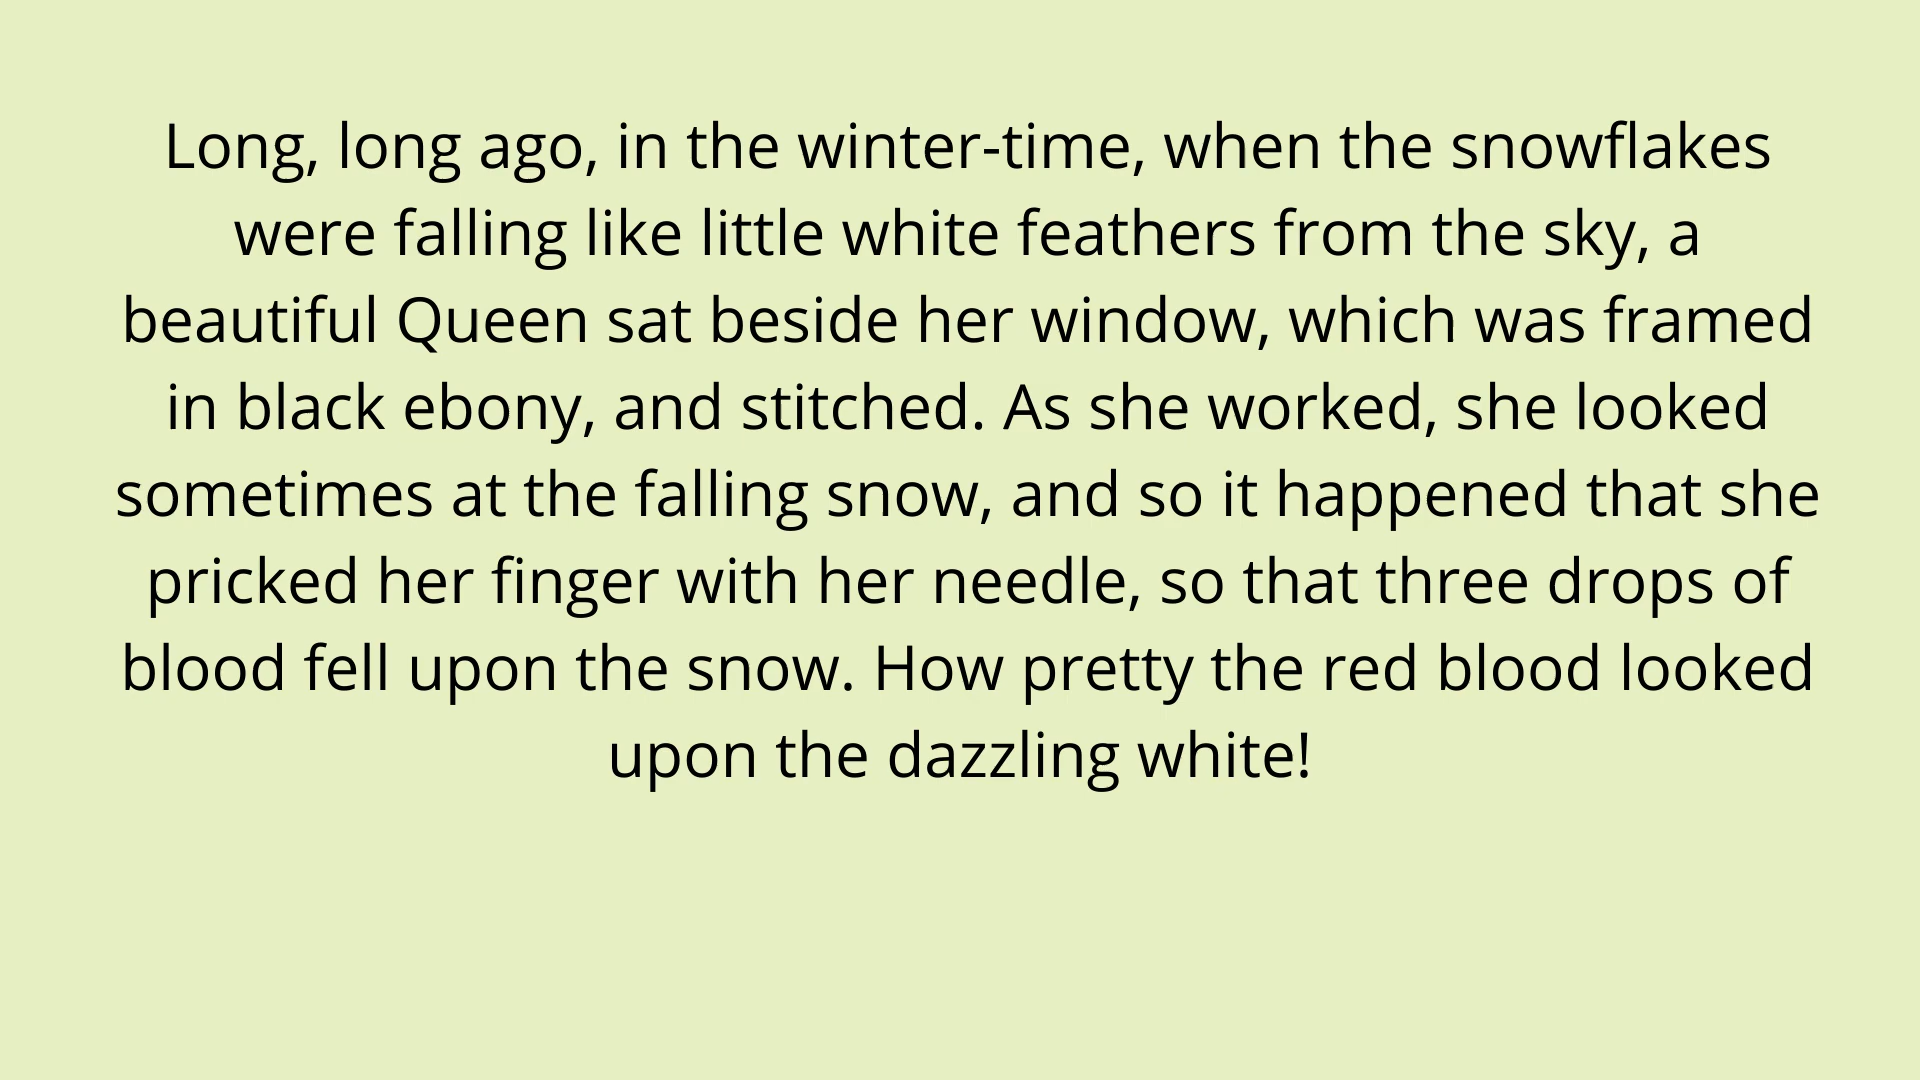 Long, long ago, in the winter-time, when the snowflakes
were falling like little white feathers from the sky, a
beautiful Queen sat beside her window, which was framed
in black ebony, and stitched. As she worked, she looked
sometimes at the falling snow, and so it happened that she
pricked her finger with her needle, so that three drops of
blood fell upon the snow. How pretty the red blood looked
upon the dazzling white!